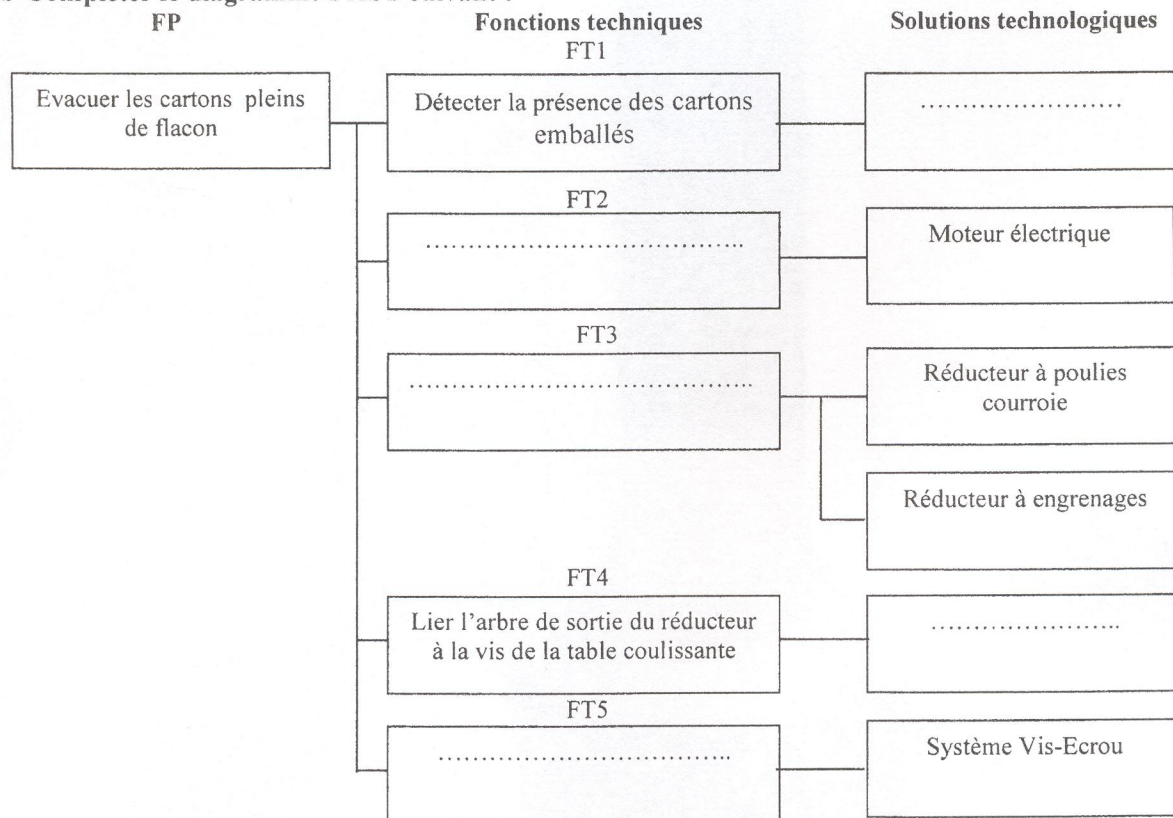 FP
Fonctions techniques
Solutions technologiques
FT1
Evacuer les cartons pleins
de flacon
Détecter la présence des cartons
emballés
……………………
FT2
…………………………………..
Moteur électrique
FT3
……………………………………..
Réducteur à poulies
courroie
Réducteur à engrenages
FT4
Lier l’arbre de sortie du réducteur
à la vis de la table coulissante
…………………..
FT5
……………………………..
Système Vis-Ecrou